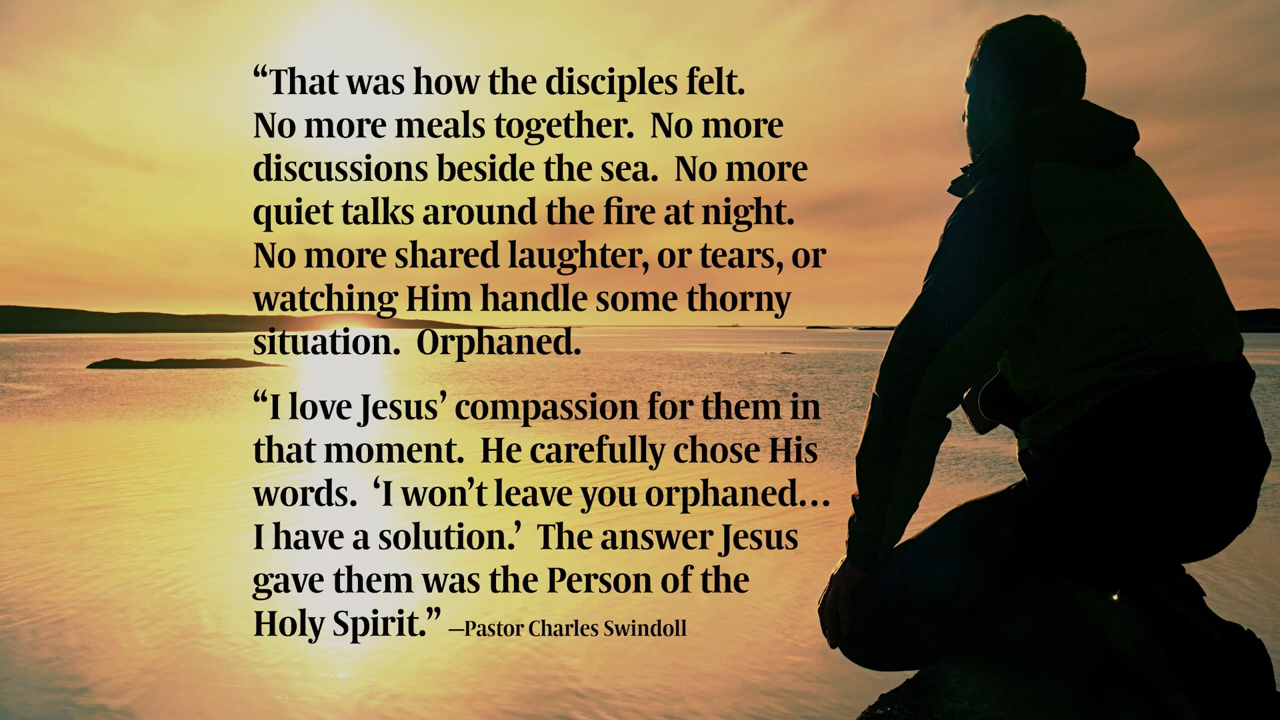 “That was how the disciples felt.
No more meals together.  No more
discussions beside the sea.  No more
quiet talks around the fire at night.
No more shared laughter, or tears, or
watching Him handle some thorny
situation.  Orphaned.
“I love Jesus’ compassion for them in
that moment.  He carefully chose His
words.  ‘I won’t leave you orphaned…
I have a solution.’  The answer Jesus
gave them was the Person of the
Holy Spirit.” —Pastor Charles Swindoll